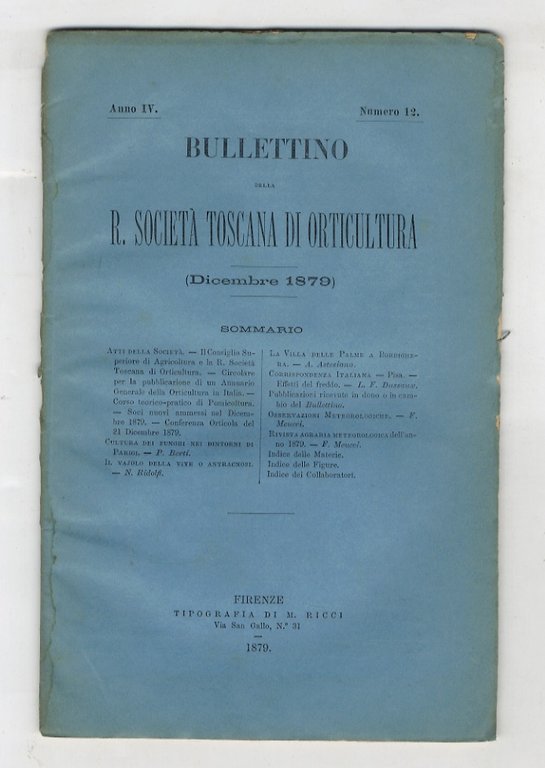 Anno IV.
Numero 12.
BULLETTINO
DELLA
R. SOCIETÀ TOSCANA DI ORTICULTURA
(Dicembre 1879)
SOMMARIO
ATTI DELLA SOCIETÀ. — Il Consiglio Su-
periore di Agricoltura e la R. Società
Toscana di Orticultura. — Circolare
per la pubblicazione di un Annuario
Generale della Orticultura in Italia. —
Corso teorico-pratico di Pomicultura.
— Soci nuovi ammessi nel Dicem-
bre 1879. — Conferenza Orticola del
21 Dicembre 1879.
CULTURA DEI FUNGHI NEI DINTORNI DI
PARIGI. — P. Betti.
IL VAJOLO DELLA VITE O ANTRACNOSI.
— N. Ridolfi.
LA VILLA DELLE PALME A BORDIGHE-
RA. — A.
CORRISPONDENZA ITALIANA — Pisa. —
Effetti del freddo. — L. F.
Pubblicazioni ricevute in dono o in cam-
bio del Bullettino.
OSSERVAZIONI METEOROLOGICHE. — F.
Meucci.
RIVISTA AGRARIA METEOROLOGICA dell'an-
no 1879. — F. Meucci.
Indice delle Materie.
Indice delle Figure.
Indice dei Collaboratori.
FIRENZE
TIPOGRAFIA DI M. RICCI
Via San Gallo, N.° 31
1879.